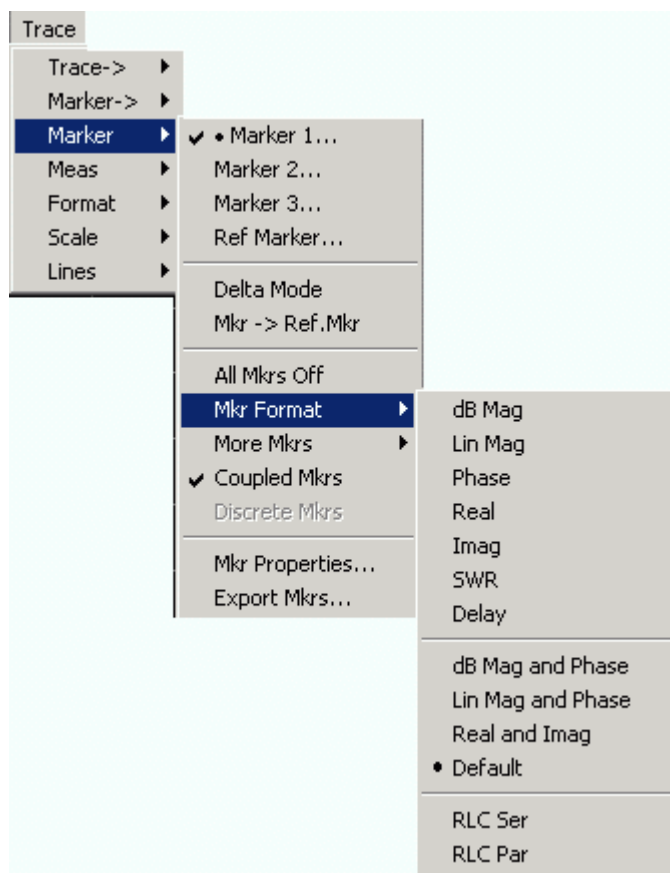 Trace
Trace->
Marker->
Marker
Meas
Format
Scale
Lines
• Marker 1...
Marker 2...
Marker 3...
Ref Marker...
Delta Mode
Mkr -> Ref.Mkr
All Mkrs Off
Mkr Format
More Mkrs
Coupled Mkrs
Discrete Mkrs
Mkr Properties...
Export Mkrs...
dB Mag
Lin Mag
Phase
Real
Imag
SWR
Delay
dB Mag and Phase
Lin Mag and Phase
Real and Imag
• Default
RLC Ser
RLC Par